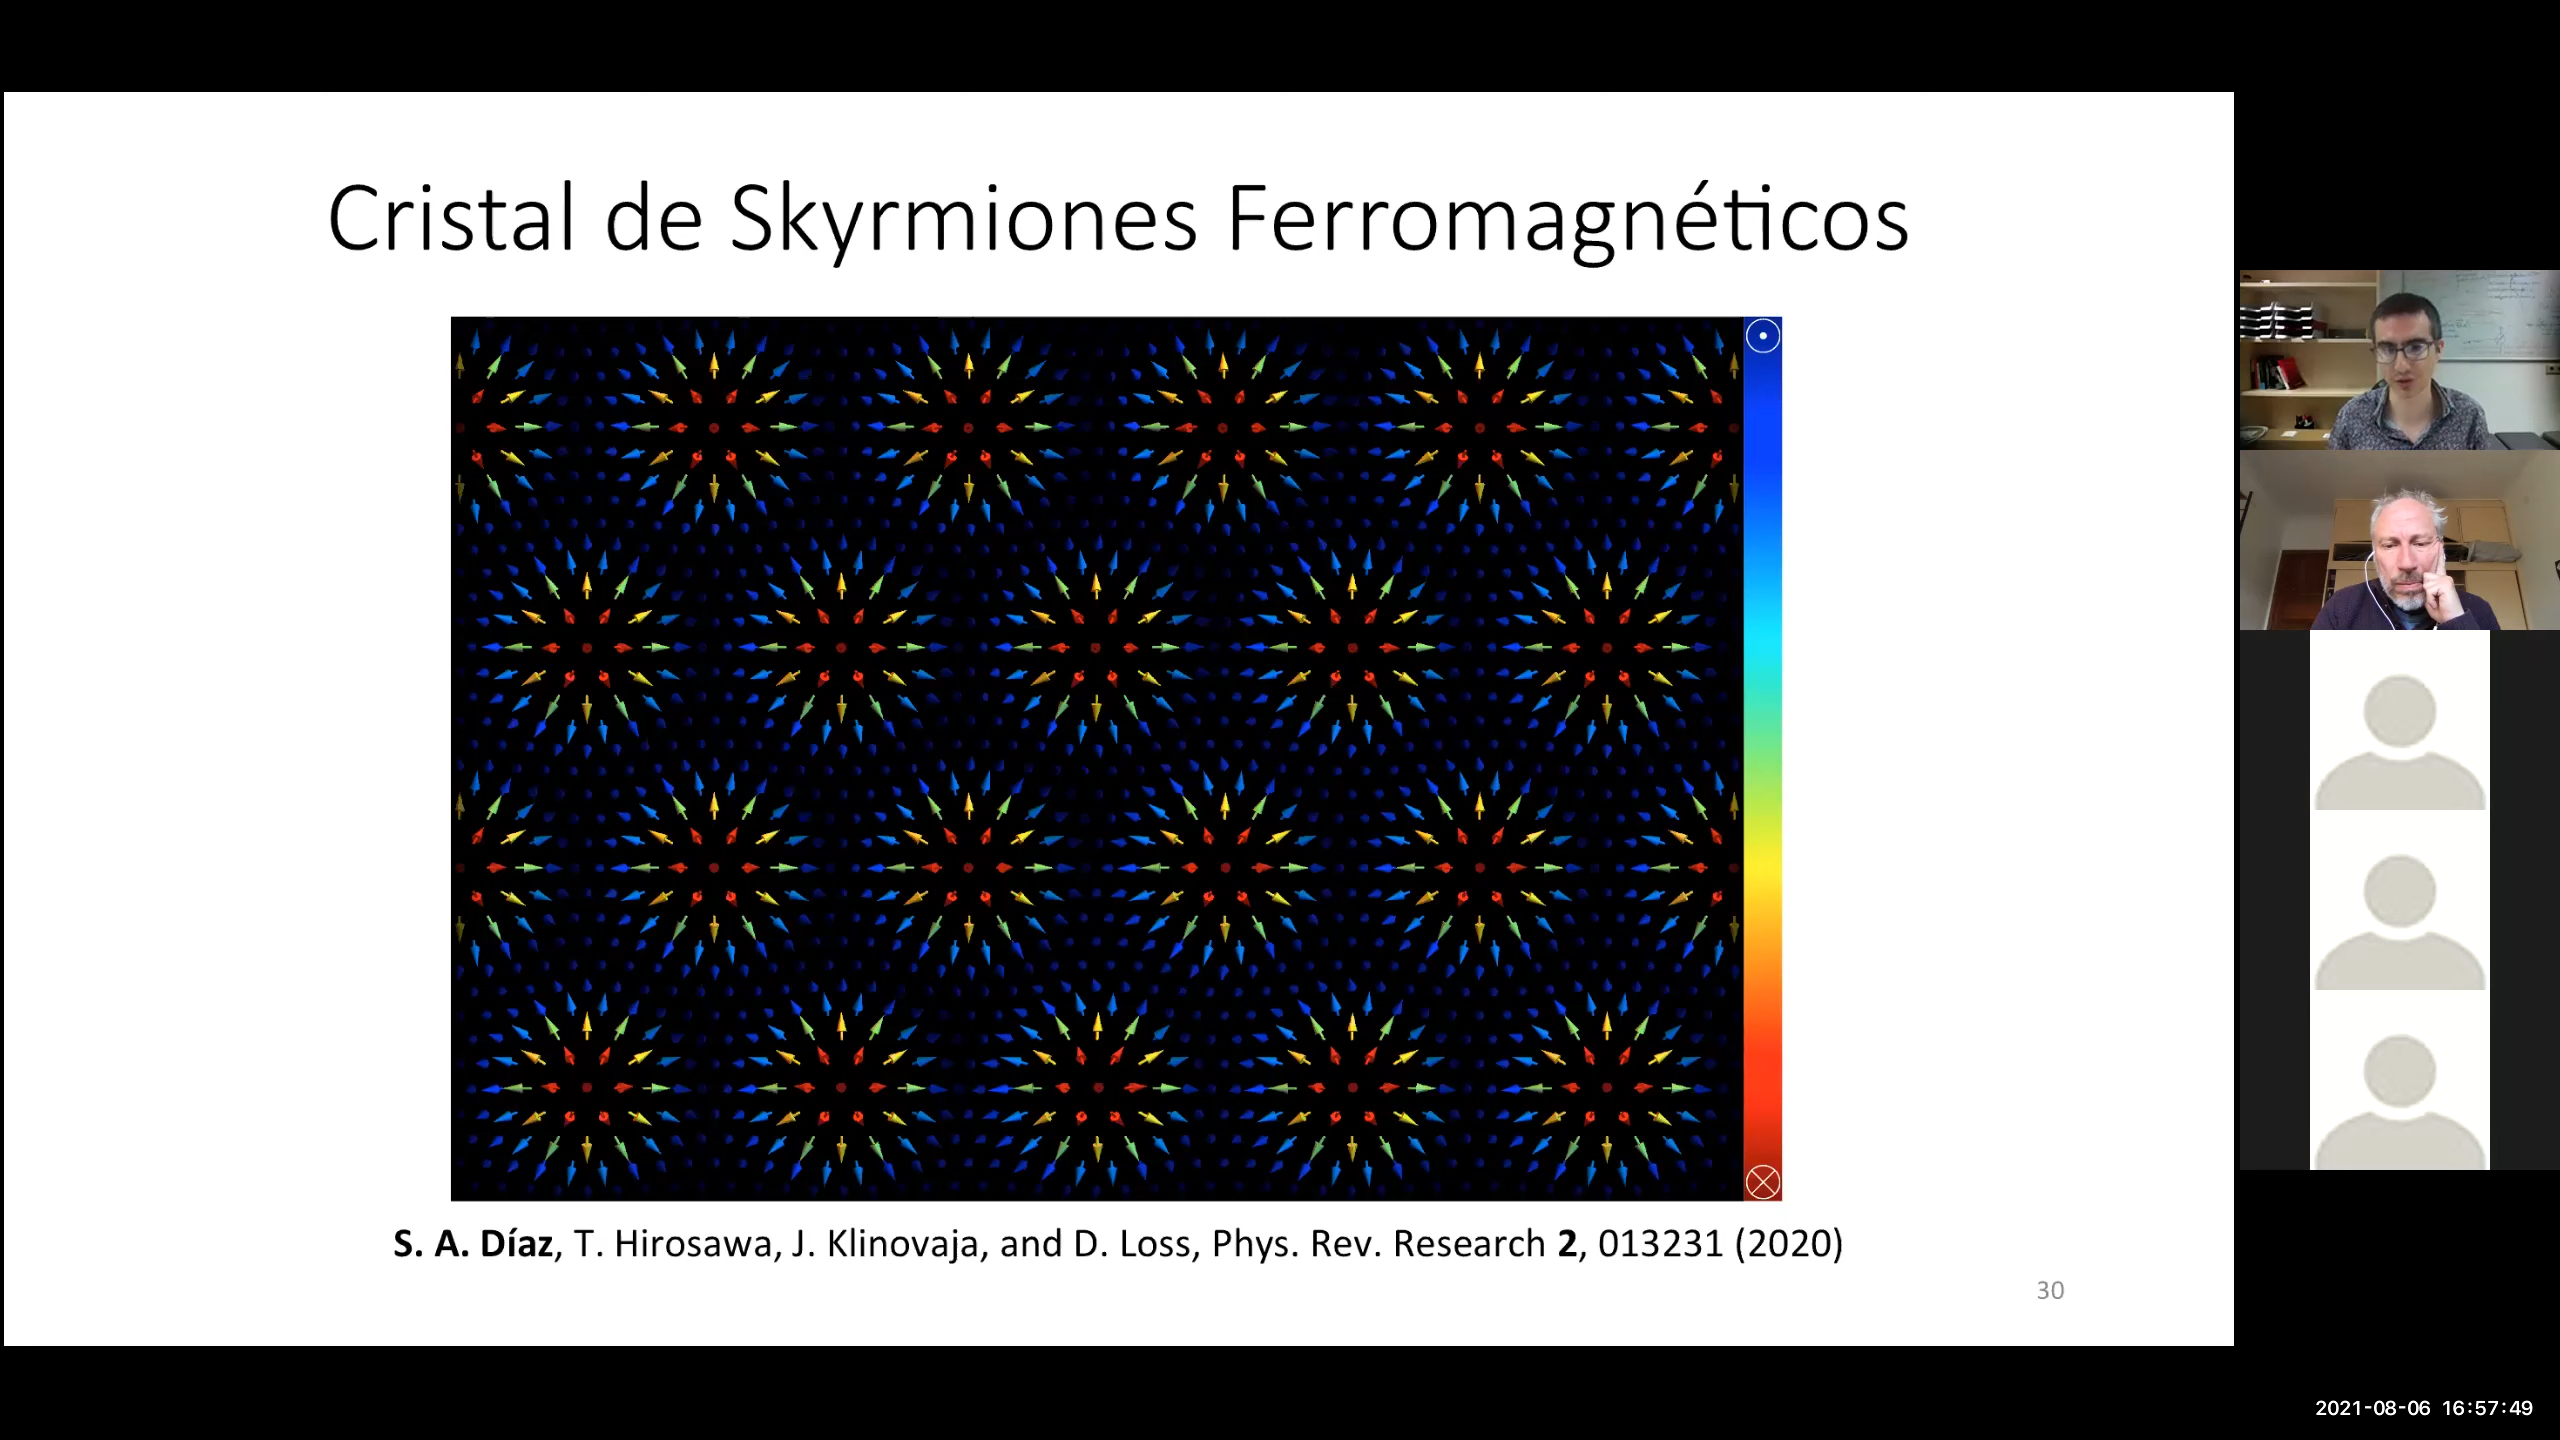 Cristal de Skyrmiones Ferromagnéticos
S. A. Díaz, T. Hirosawa, J. Klinovaja, and D. Loss, Phys. Rev. Research 2, 013231 (2020)
30
2021-08-06 16:57:49